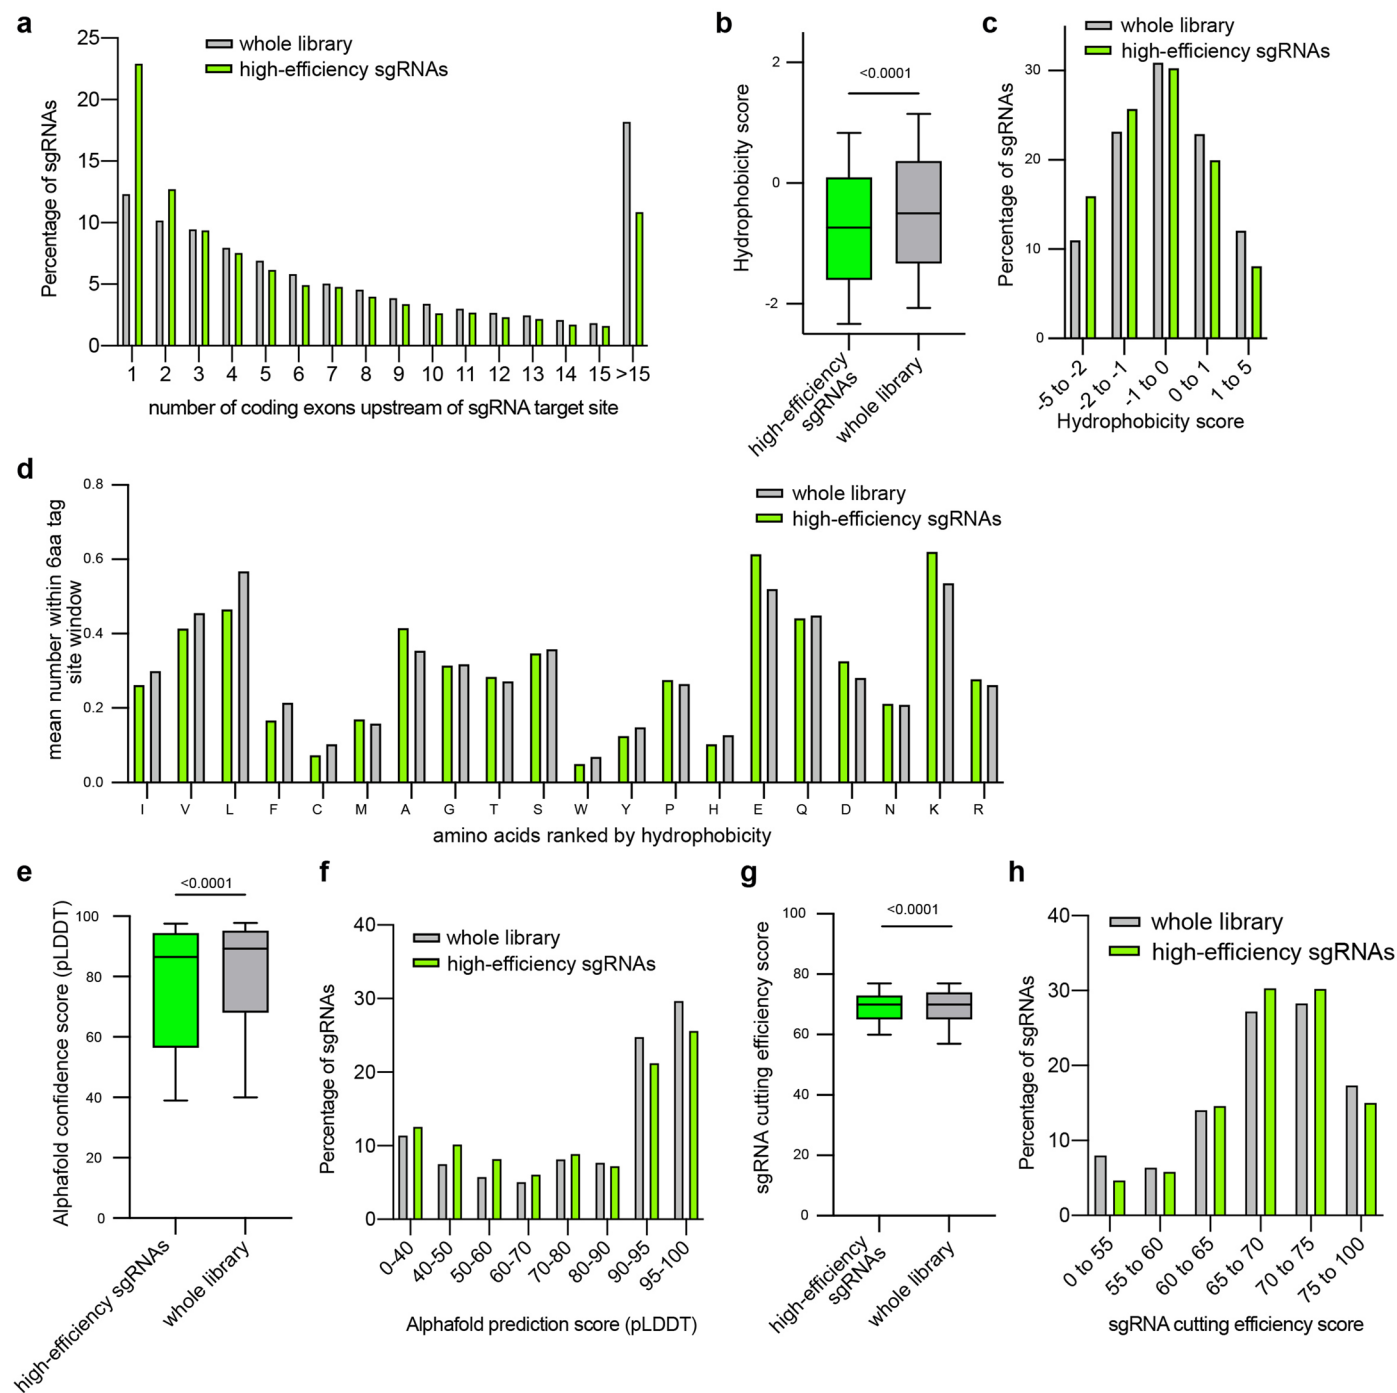 a
25
20
15
10
5
0
Percentage of sgRNAs
whole library
high-efficiency sgRNAs
1 2 3 4 5 6 7 8 9 10 11 12 13 14 15 >15
number of coding exons upstream of sgRNA target site
b
2
0
-2
Hydrophobicity score
<0.0001
high-efficiency
sgRNAs
whole library
c
whole library
high-efficiency sgRNAs
30
20
10
0
Percentage of sgRNAs
-5 to -2
-2 to -1
-1 to 0
0 to 1
1 to 5
Hydrophobicity score
d
0.8
0.6
0.4
0.2
0.0
mean number within 6aa tag
site window
whole library
high-efficiency sgRNAs
I V L F C M A G T S W Y P H E Q D N K R
amino acids ranked by hydrophobicity
e
<0.0001
100
80
60
40
20
0
Alphafold confidence score (pLDDT)
high-efficiency sgRNAs
whole library
f
40
30
20
10
0
Percentage of sgRNAs
whole library
high-efficiency sgRNAs
0-40
40-50
50-60
60-70
70-80
80-90
90-95
95-100
Alphafold prediction score (pLDDT)
g
<0.0001
100
80
60
40
20
0
sgRNA cutting efficiency score
high-efficiency
sgRNAs
whole library
h
40
30
20
10
0
Percentage of sgRNAs
whole library
high-efficiency sgRNAs
0 to 55
55 to 60
60 to 65
65 to 70
70 to 75
75 to 100
sgRNA cutting efficiency score